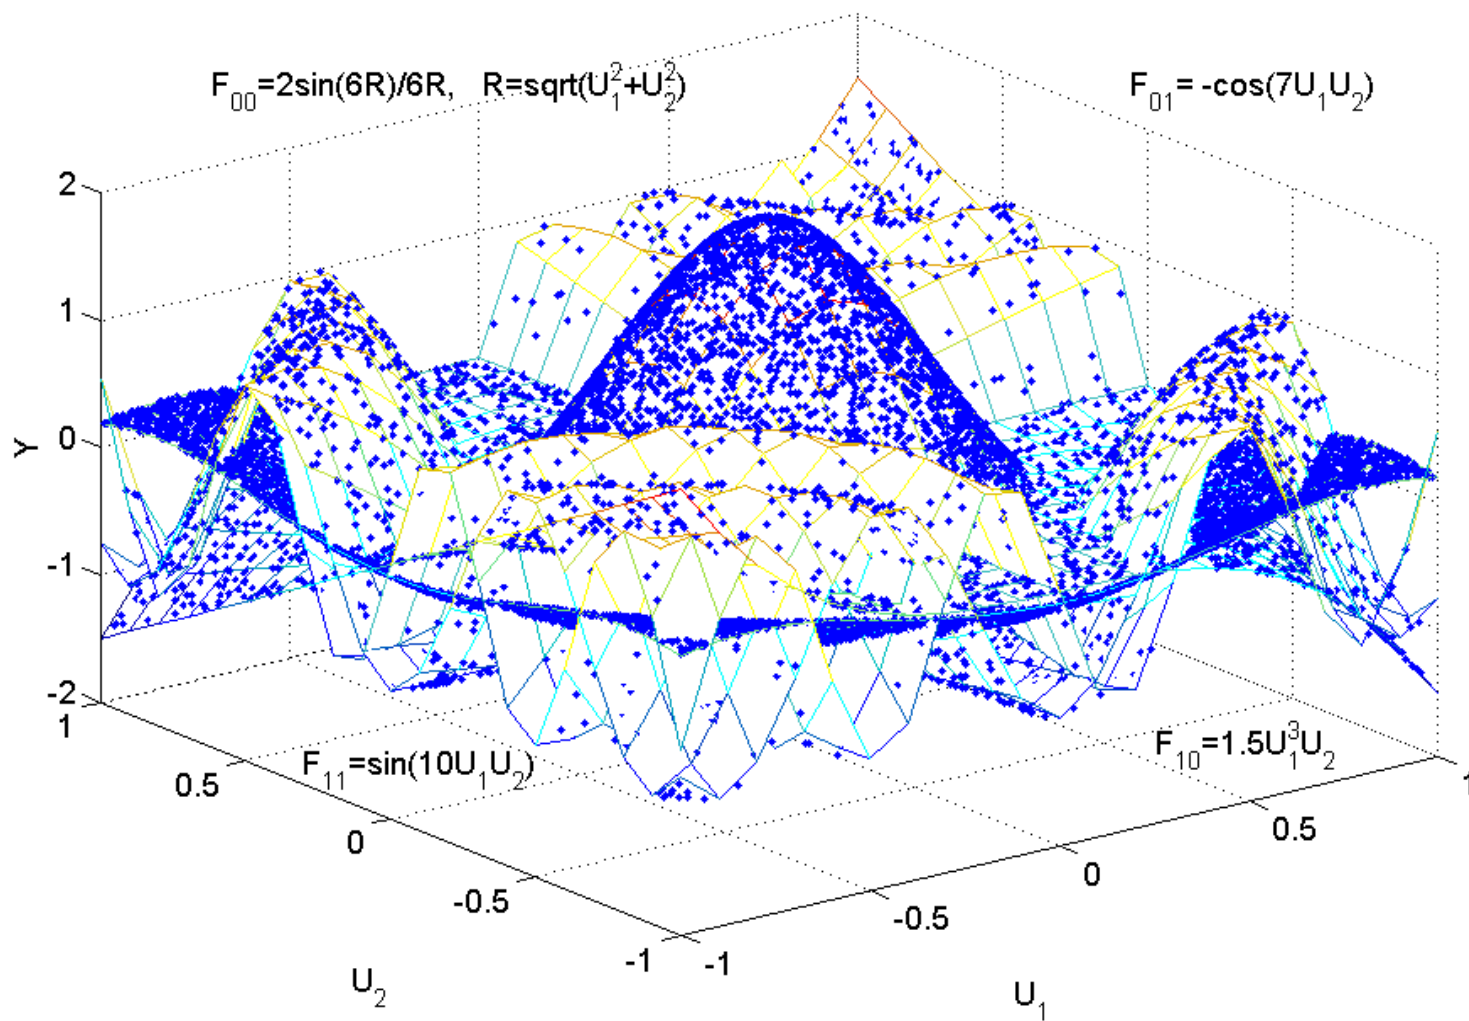 F₀₀=2sin(6R)/6R,   R=sqrt(U₁²+U₂²)
F₀₁= -cos(7U₁U₂)
2
1
0
-1
-2
Y
1
0.5
0
-0.5
-1
U₂
-1
-0.5
0
0.5
1
U₁
F₁₁=sin(10U₁U₂)
F₁₀=1.5U₁³U₂